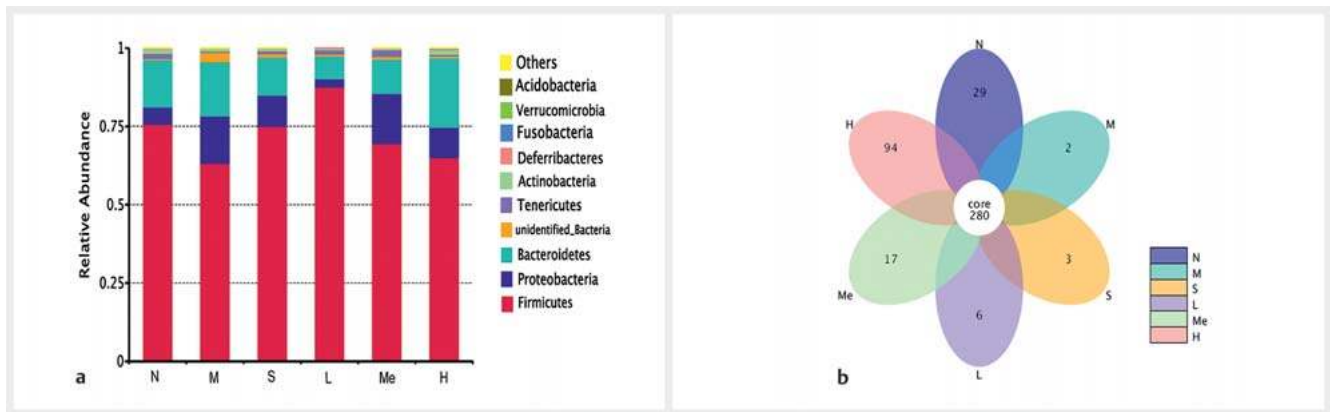 Relative Abundance
1
0.75
0.5
0.25
0
N
M
S
L
Me
H
Others
Acidobacteria
Verrucomicrobia
Fusobacteria
Deferribacteres
Actinobacteria
Tenericutes
unidentified_Bacteria
Bacteroidetes
Proteobacteria
Firmicutes
a
N
29
H
94
M
2
core
280
Me
17
S
3
L
6
N
M
S
L
Me
H
b